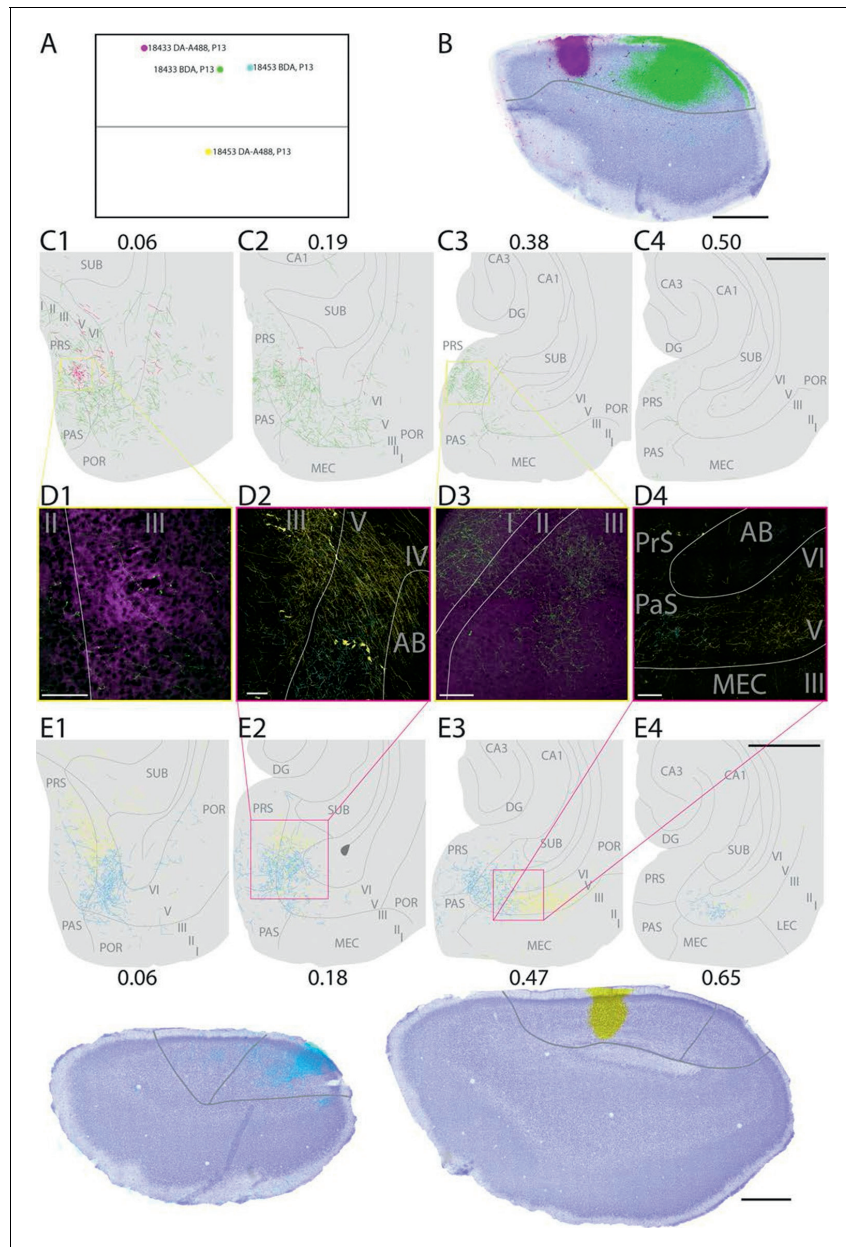 A
B
18433 DA-A488, P13
18433 BDA, P13
18453 BDA, P13
18453 DA-A488, P13
C1
0.06
C2
0.19
C3
0.38
C4
0.50
SUB
I
II
III
V
VI
PRS
PAS
POR
CA1
SUB
VI
V
III
II
I
POR
PAS
MEC
CA3
CA1
DG
PRS
SUB
VI
V
III
II
I
POR
PAS
MEC
CA3
CA1
DG
SUB
PRS
VI
V
III
II
I
POR
PAS
MEC
D1
D2
D3
D4
II
III
III
V
IV
AB
I
II
III
PrS
AB
VI
PaS
V
MEC
III
E1
E2
E3
E4
PRS
SUB
POR
VI
V
III
II
I
PAS
POR
DG
PRS
SUB
VI
V
III
II
I
POR
PAS
MEC
CA3
CA1
DG
SUB
PRS
POR
VI
V
III
II
I
PAS
MEC
CA3
CA1
DG
SUB
PRS
POR
VI
V
III
II
I
PAS
MEC
LEC
0.06
0.18
0.47
0.65